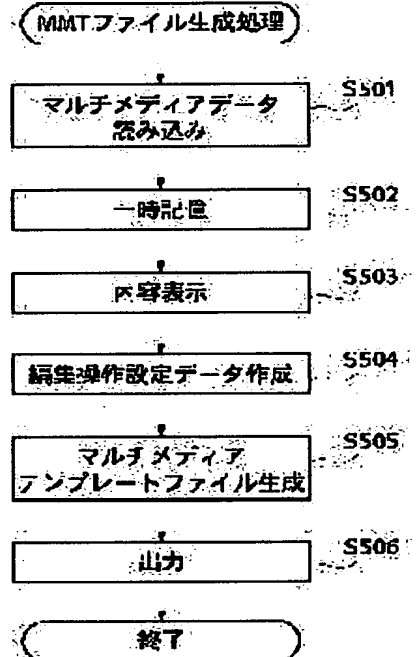 MMTファイル生成処理
マルチメディアデータ
読み込み
S501
一時記憶
S502
内容表示
S503
編集操作設定データ作成
S504
マルチメディア
テンプレートファイル生成
S505
出力
S506
終了